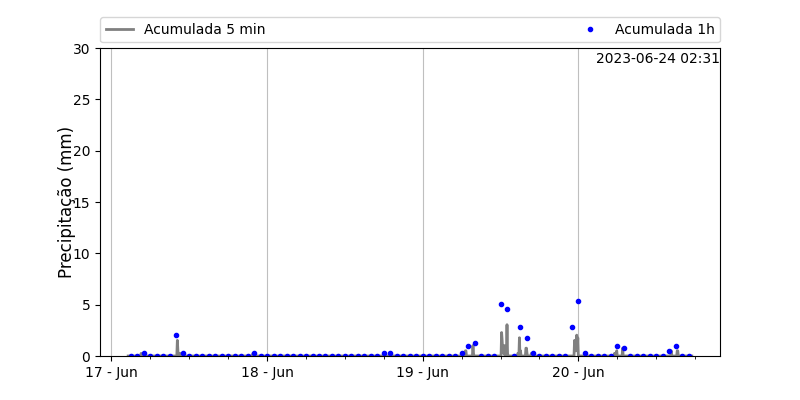 Acumulada 5 min
Acumulada 1h
2023-06-24 02:31
Precipitação (mm)
30
25
20
15
10
5
0
17 - Jun
18 - Jun
19 - Jun
20 - Jun